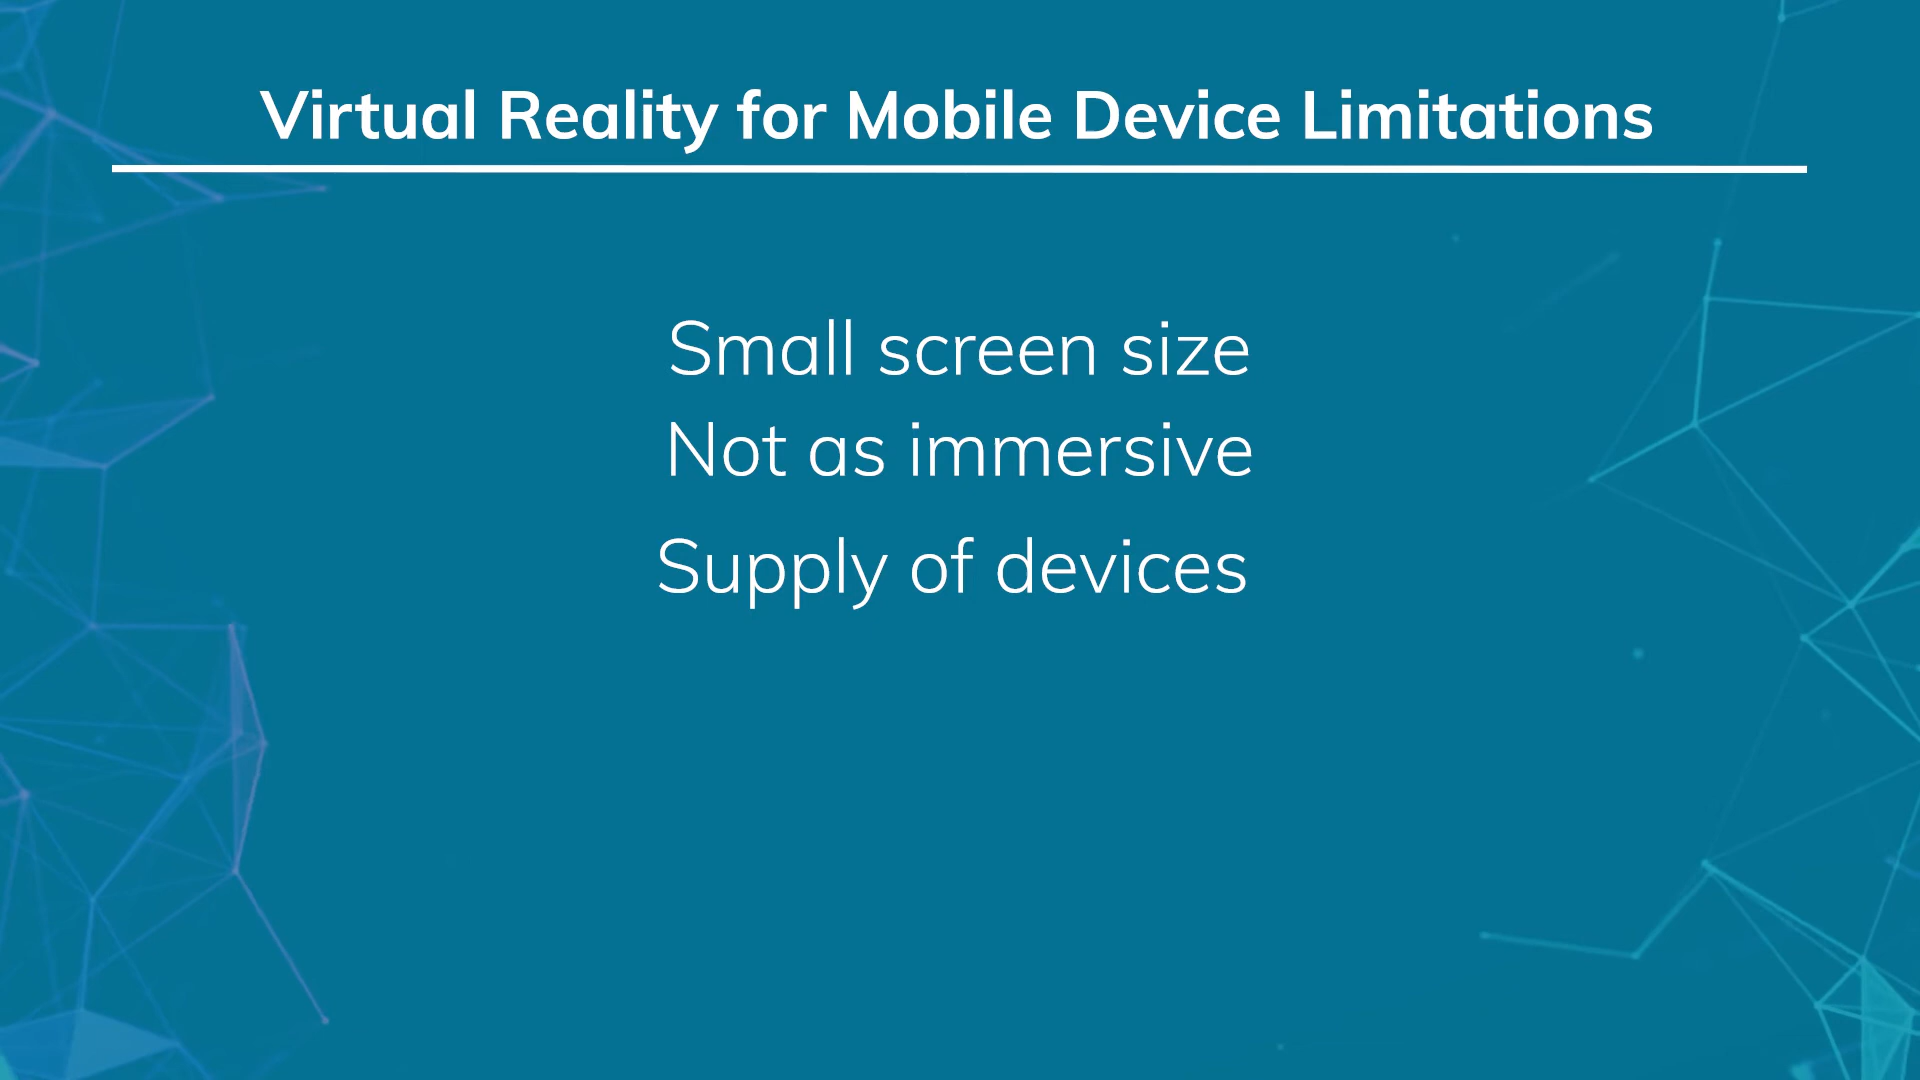 Virtual Reality for Mobile Device Limitations
Small screen size
Not as immersive
Supply of devices